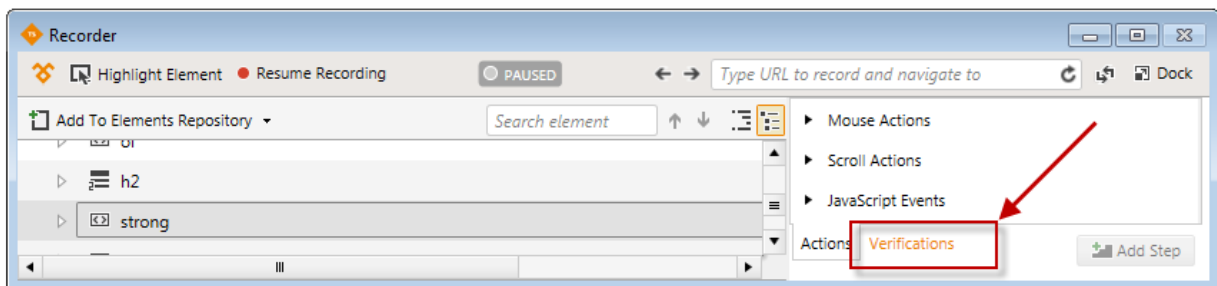 Recorder
Highlight Element Resume Recording PAUSED Type URL to record and navigate to Dock
Add To Elements Repository Search element
Mouse Actions
h2
Scroll Actions
strong
JavaScript Events
Actions Verifications
Add Step